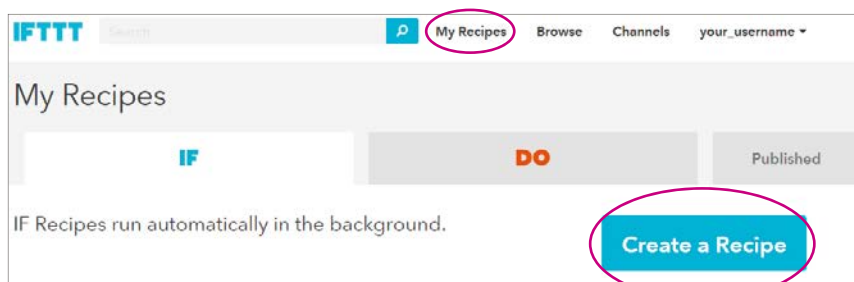 IFTTT Search My Recipes Browse Channels your_username
My Recipes
IF DO Published
IF Recipes run automatically in the background.
Create a Recipe